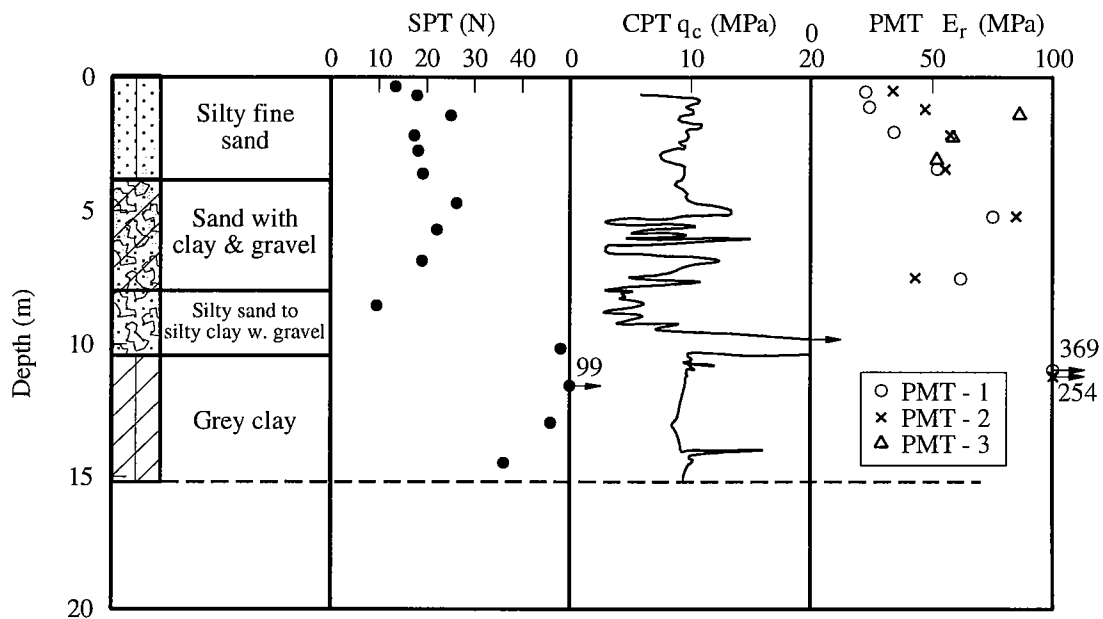 SPT (N)
CPT q_c (MPa)
PMT E_r (MPa)
0
10
20
30
40
0
10
20
0
50
100
Depth (m)
0
5
10
15
20
Silty fine
sand
Sand with
clay & gravel
Silty sand to
silty clay w. gravel
Grey clay
99
369
254
PMT - 1
PMT - 2
PMT - 3